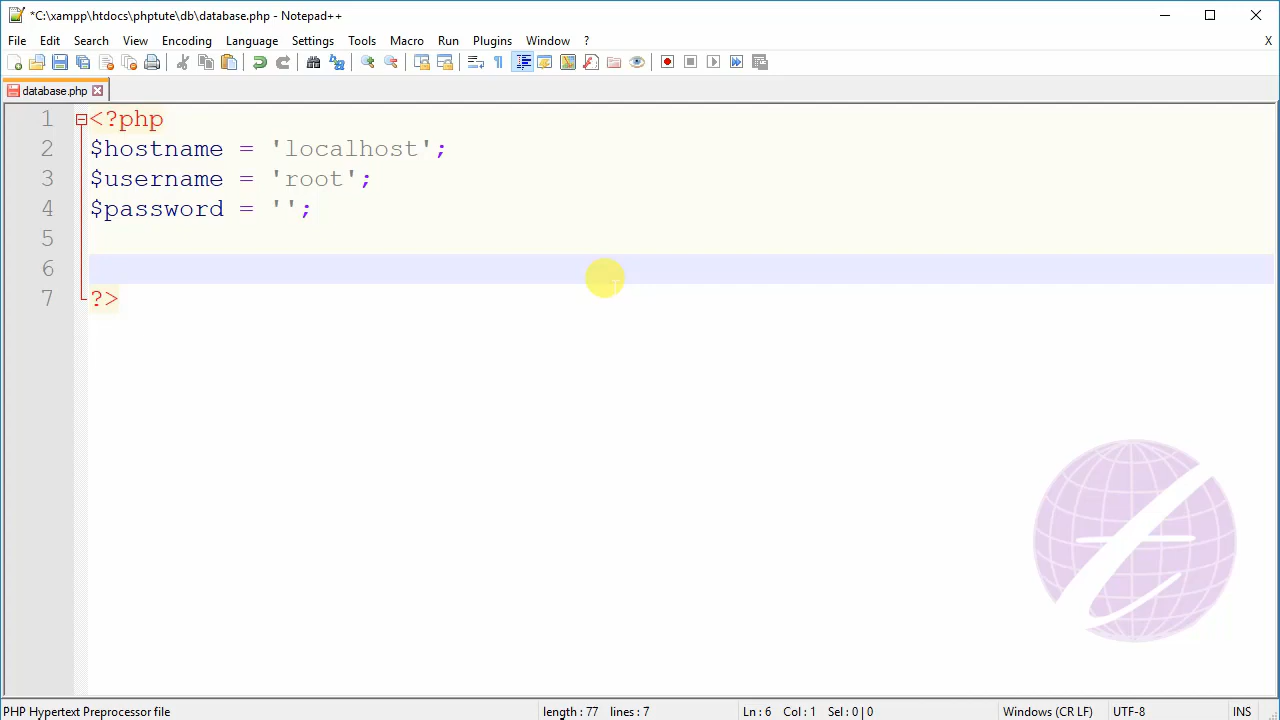 *C:\xampp\htdocs\phptute\db\database.php - Notepad++
File Edit Search View Encoding Language Settings Tools Macro Run Plugins Window ? X
database.php
1 <?php
2 $hostname = 'localhost';
3 $username = 'root';
4 $password = '';
5
6
7 ?>
PHP Hypertext Preprocessor file length : 77 lines : 7 Ln : 6 Col : 1 Sel : 0 | 0 Windows (CR LF) UTF-8 INS